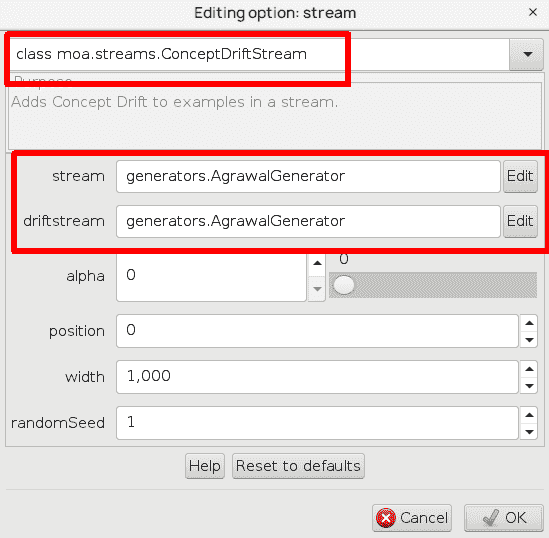 Editing option: stream
class moa.streams.ConceptDriftStream
Purpose
Adds Concept Drift to examples in a stream.
stream generators.AgrawalGenerator Edit
driftstream generators.AgrawalGenerator Edit
alpha 0 0
position 0
width 1,000
randomSeed 1
Help Reset to defaults
Cancel OK